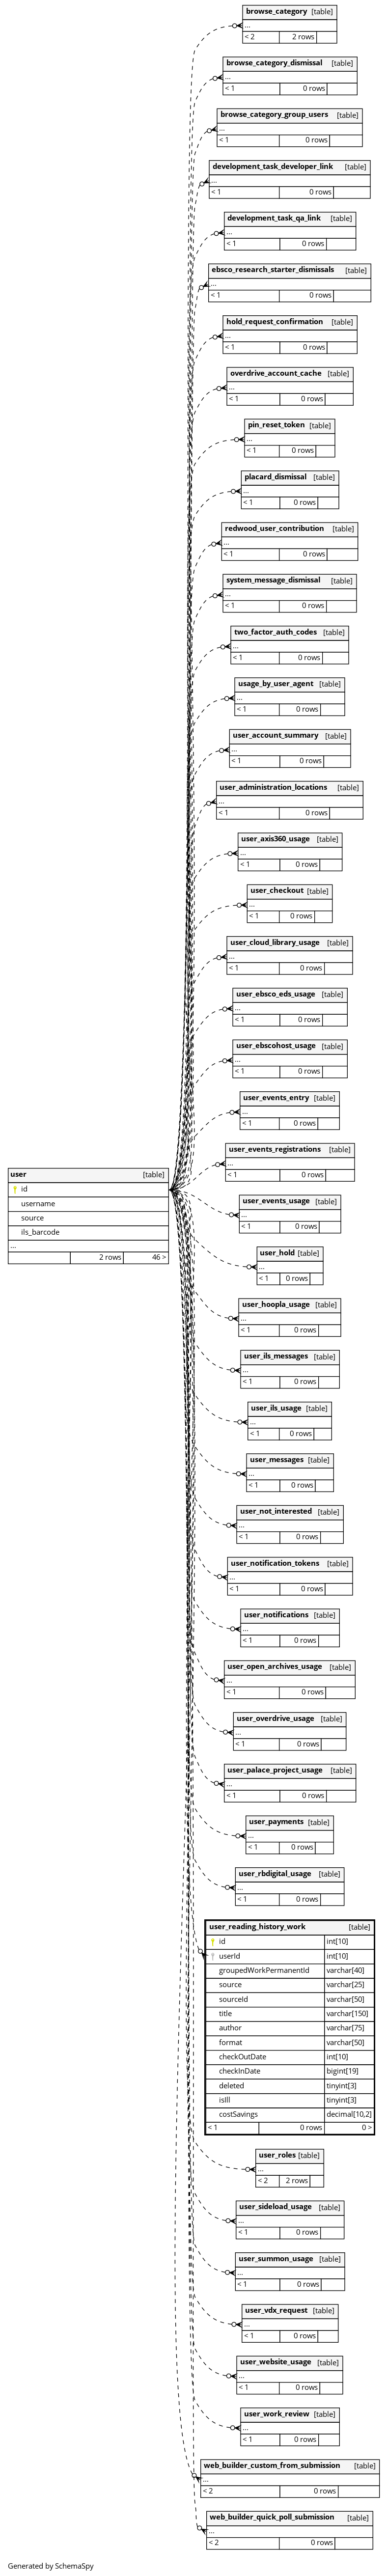 browse_category [table]
...
< 2 2 rows
browse_category_dismissal [table]
...
< 1 0 rows
browse_category_group_users [table]
...
< 1 0 rows
development_task_developer_link [table]
...
< 1 0 rows
development_task_qa_link [table]
...
< 1 0 rows
ebsco_research_starter_dismissals [table]
...
< 1 0 rows
hold_request_confirmation [table]
...
< 1 0 rows
overdrive_account_cache [table]
...
< 1 0 rows
pin_reset_token [table]
...
< 1 0 rows
placard_dismissal [table]
...
< 1 0 rows
redwood_user_contribution [table]
...
< 1 0 rows
system_message_dismissal [table]
...
< 1 0 rows
two_factor_auth_codes [table]
...
< 1 0 rows
usage_by_user_agent [table]
...
< 1 0 rows
user_account_summary [table]
...
< 1 0 rows
user_administration_locations [table]
...
< 1 0 rows
user_axis360_usage [table]
...
< 1 0 rows
user_checkout [table]
...
< 1 0 rows
user_cloud_library_usage [table]
...
< 1 0 rows
user_ebsco_eds_usage [table]
...
< 1 0 rows
user_ebscohost_usage [table]
...
< 1 0 rows
user_events_entry [table]
...
< 1 0 rows
user_events_registrations [table]
...
< 1 0 rows
user [table]
id
username
source
ils_barcode
...
2 rows 46 >
user_events_usage [table]
...
< 1 0 rows
user_hold [table]
...
< 1 0 rows
user_hoopla_usage [table]
...
< 1 0 rows
user_ils_messages [table]
...
< 1 0 rows
user_ils_usage [table]
...
< 1 0 rows
user_messages [table]
...
< 1 0 rows
user_not_interested [table]
...
< 1 0 rows
user_notification_tokens [table]
...
< 1 0 rows
user_notifications [table]
...
< 1 0 rows
user_open_archives_usage [table]
...
< 1 0 rows
user_overdrive_usage [table]
...
< 1 0 rows
user_palace_project_usage [table]
...
< 1 0 rows
user_payments [table]
...
< 1 0 rows
user_rbdigital_usage [table]
...
< 1 0 rows
user_reading_history_work [table]
id int[10]
userId int[10]
groupedWorkPermanentId varchar[40]
source varchar[25]
sourceId varchar[50]
title varchar[150]
author varchar[75]
format varchar[50]
checkOutDate int[10]
checkInDate bigint[19]
deleted tinyint[3]
isIll tinyint[3]
costSavings decimal[10,2]
< 1 0 rows 0 >
user_roles [table]
...
< 2 2 rows
user_sideload_usage [table]
...
< 1 0 rows
user_summon_usage [table]
...
< 1 0 rows
user_vdx_request [table]
...
< 1 0 rows
user_website_usage [table]
...
< 1 0 rows
user_work_review [table]
...
< 1 0 rows
web_builder_custom_from_submission [table]
...
< 2 0 rows
web_builder_quick_poll_submission [table]
...
< 2 0 rows
Generated by SchemaSpy